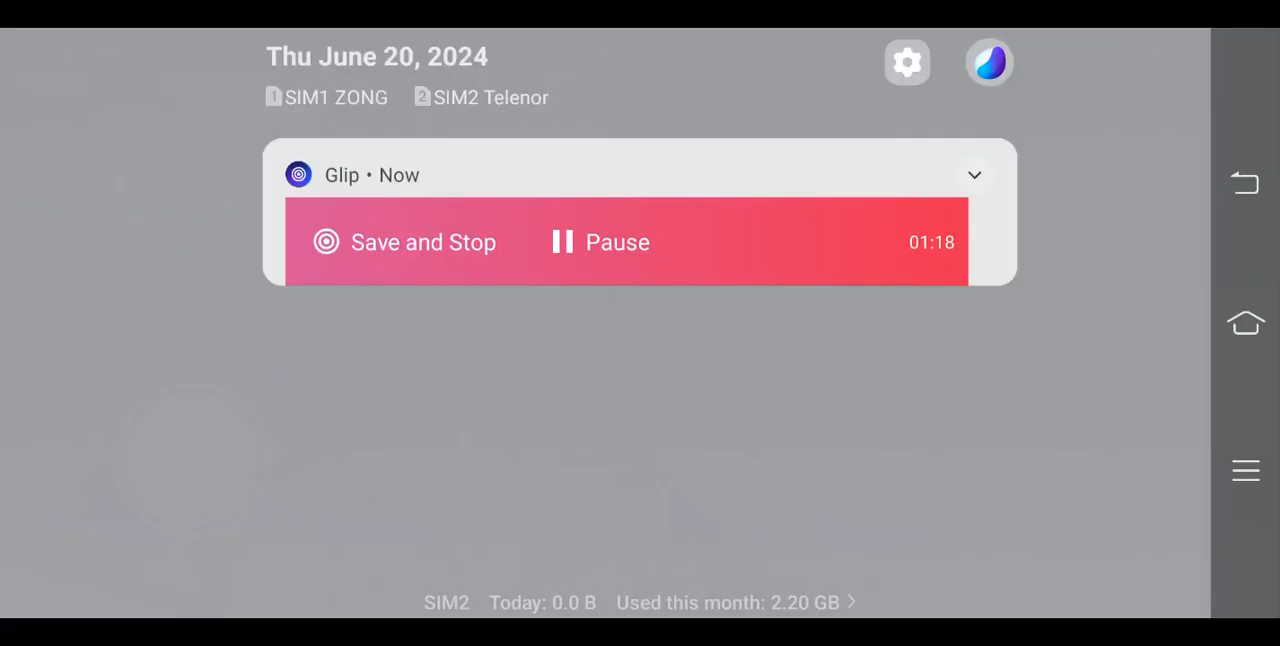 Thu June 20, 2024
1 SIM1 ZONG 2 SIM2 Telenor
Glip • Now
Save and Stop Pause 01:18
SIM2 Today: 0.0 B Used this month: 2.20 GB